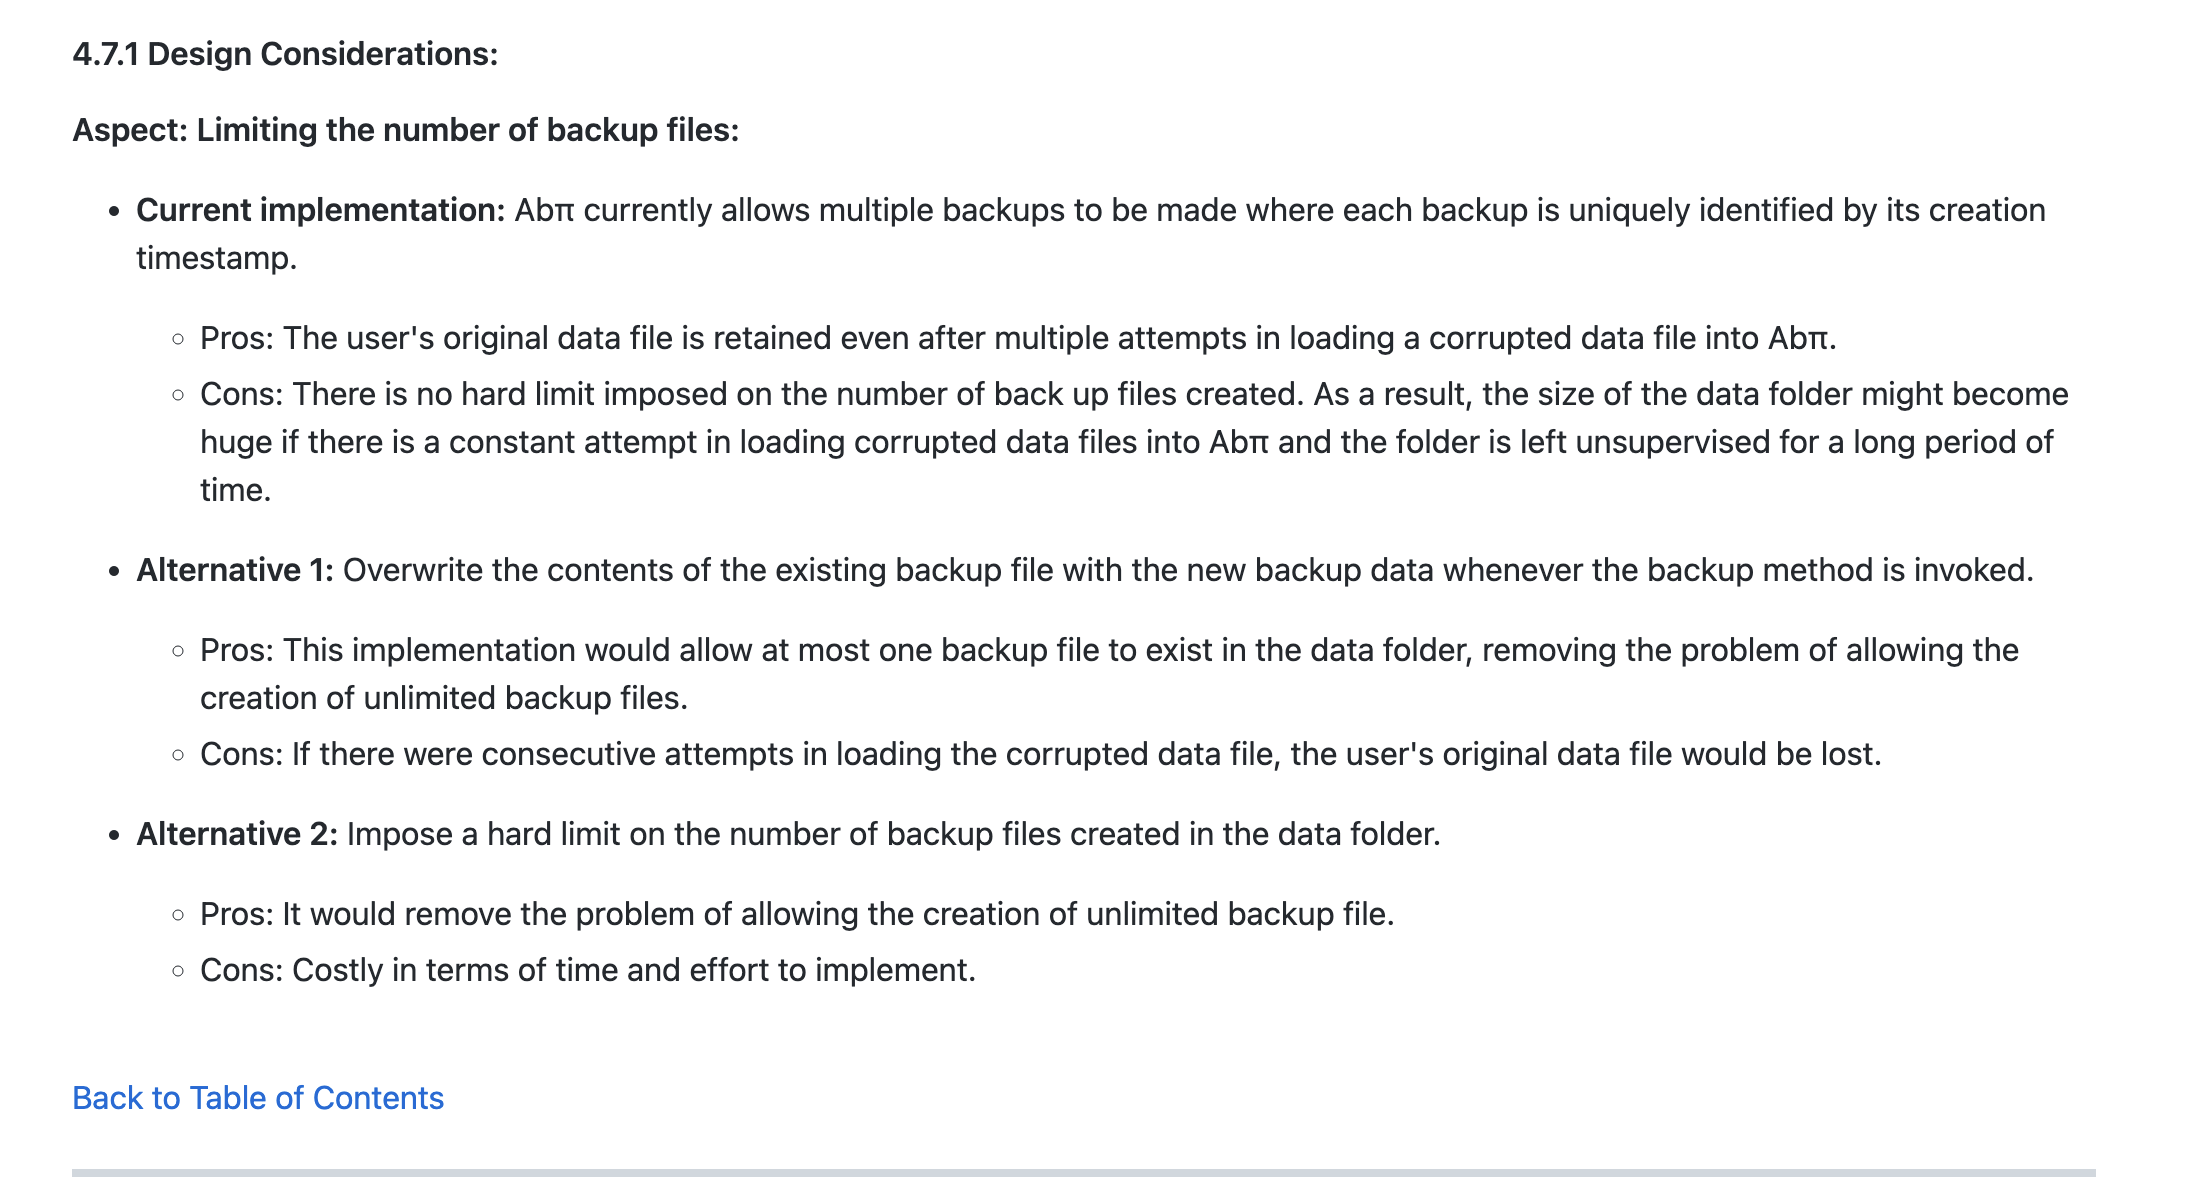 4.7.1 Design Considerations:
Aspect: Limiting the number of backup files:
• Current implementation: Abπ currently allows multiple backups to be made where each backup is uniquely identified by its creation
timestamp.
◦ Pros: The user's original data file is retained even after multiple attempts in loading a corrupted data file into Abπ.
◦ Cons: There is no hard limit imposed on the number of back up files created. As a result, the size of the data folder might become
huge if there is a constant attempt in loading corrupted data files into Abπ and the folder is left unsupervised for a long period of
time.
• Alternative 1: Overwrite the contents of the existing backup file with the new backup data whenever the backup method is invoked.
◦ Pros: This implementation would allow at most one backup file to exist in the data folder, removing the problem of allowing the
creation of unlimited backup files.
◦ Cons: If there were consecutive attempts in loading the corrupted data file, the user's original data file would be lost.
• Alternative 2: Impose a hard limit on the number of backup files created in the data folder.
◦ Pros: It would remove the problem of allowing the creation of unlimited backup file.
◦ Cons: Costly in terms of time and effort to implement.
Back to Table of Contents